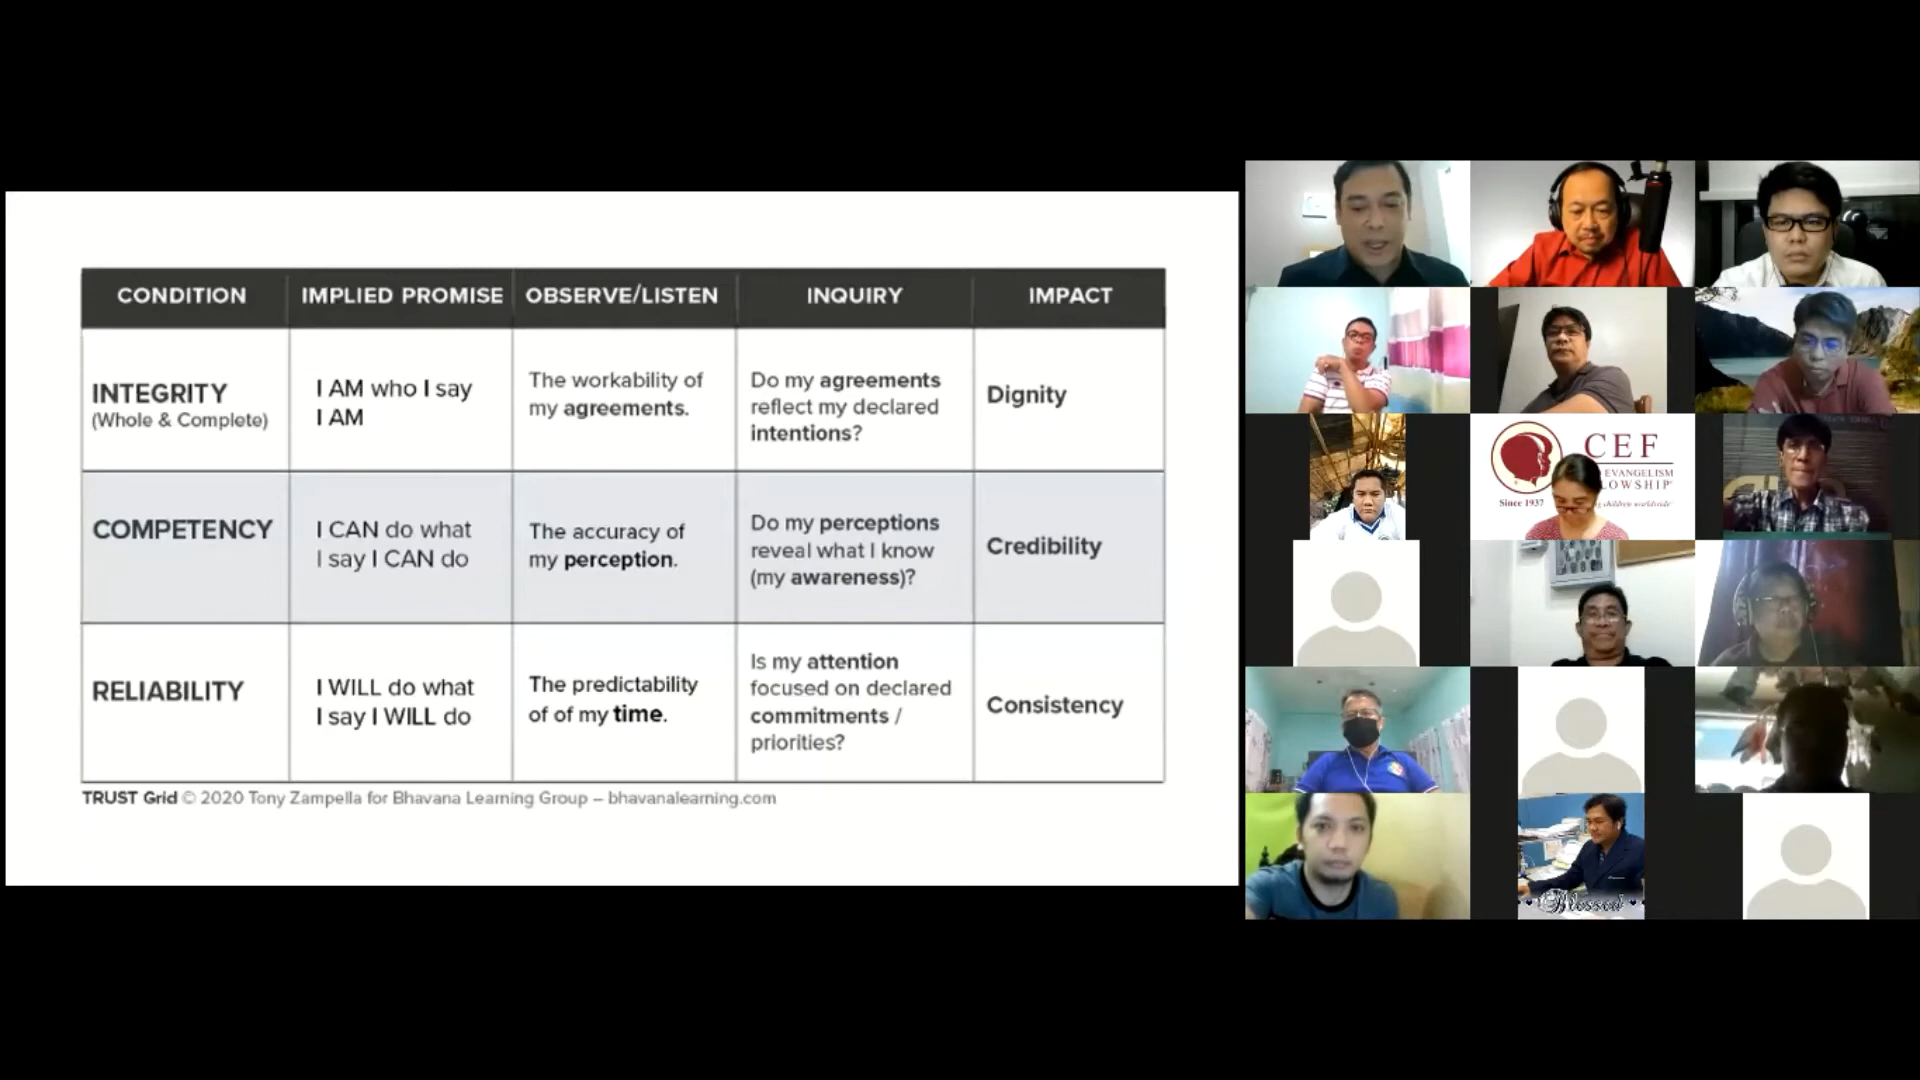 CONDITION
IMPLIED PROMISE
OBSERVE/LISTEN
INQUIRY
IMPACT
INTEGRITY
(Whole & Complete)
I AM who I say
I AM
The workability of
my agreements.
Do my agreements
reflect my declared
intentions?
Dignity
COMPETENCY
I CAN do what
I say I CAN do
The accuracy of
my perception.
Do my perceptions
reveal what I know
(my awareness)?
Credibility
RELIABILITY
I WILL do what
I say I WILL do
The predictability
of of my time.
Is my attention
focused on declared
commitments /
priorities?
Consistency
TRUST Grid © 2020 Tony Zampella for Bhavana Learning Group – bhavanalearning.com
CEF
EVANGELISM
Since 1937
children worldwide
Blessed